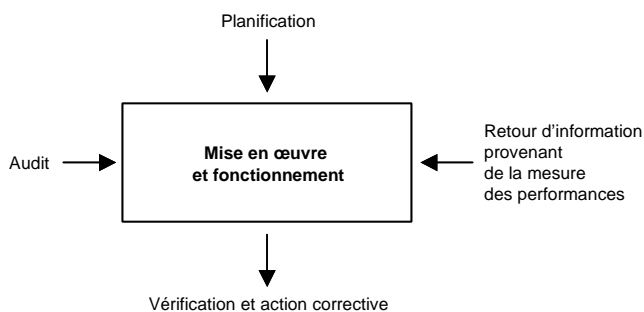 Planification
Audit
Mise en œuvre
et fonctionnement
Retour d’information
provenant
de la mesure
des performances
Vérification et action corrective